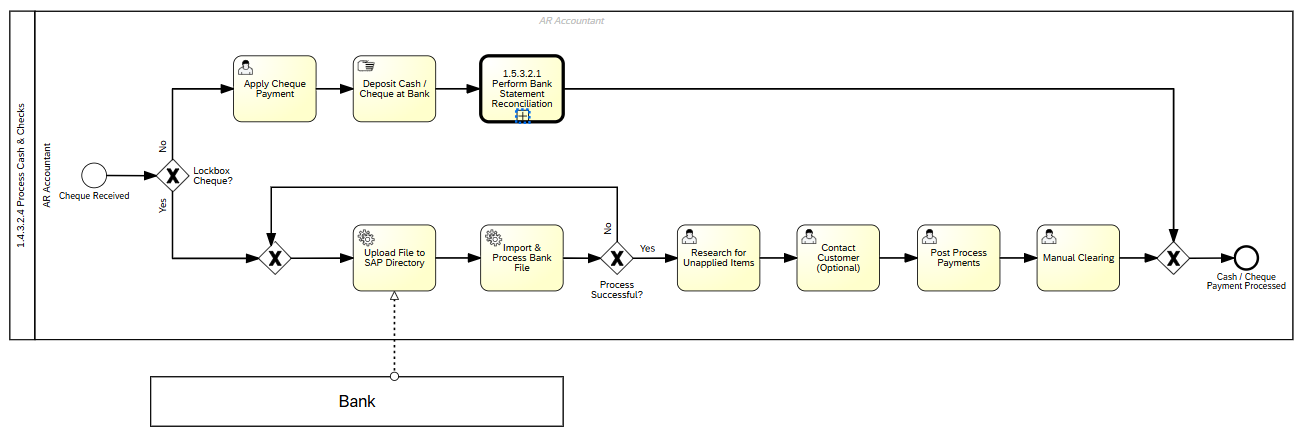 AR Accountant
1.4.3.2.4 Process Cash & Checks
AR Accountant
Apply Cheque
Payment
Deposit Cash /
Cheque at Bank
1.5.3.2.1
Perform Bank
Statement
Reconciliation
No
Lockbox
Cheque?
Cheque Received
Yes
No
Upload File to
SAP Directory
Import &
Process Bank
File
Yes
Process
Successful?
Research for
Unapplied Items
Contact
Customer
(Optional)
Post Process
Payments
Manual Clearing
Cash / Cheque
Payment Processed
Bank